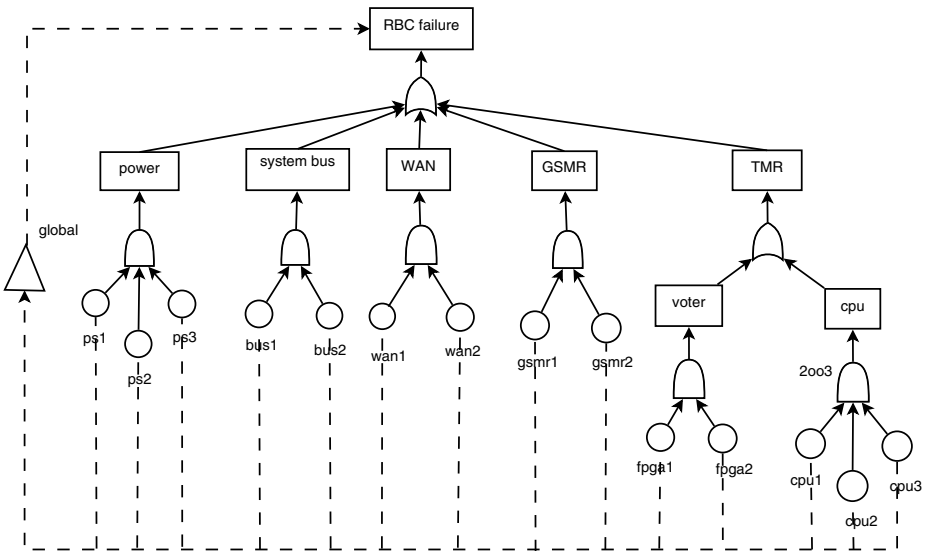 RBC failure
power
system bus
WAN
GSMR
TMR
global
voter
cpu
ps1
ps2
ps3
bus1
bus2
wan1
wan2
gsmr1
gsmr2
2oo3
fpga1
fpga2
cpu1
cpu2
cpu3